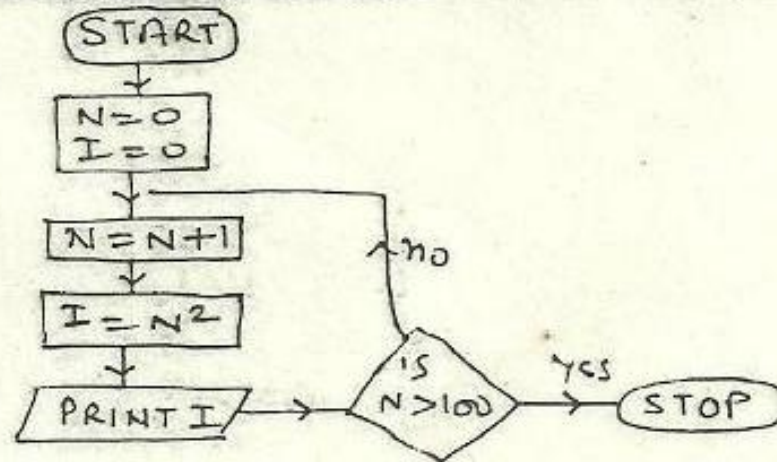 START
N=0
I=0
N=N+1
I=N²
PRINT I
is
N>100
no
yes
STOP